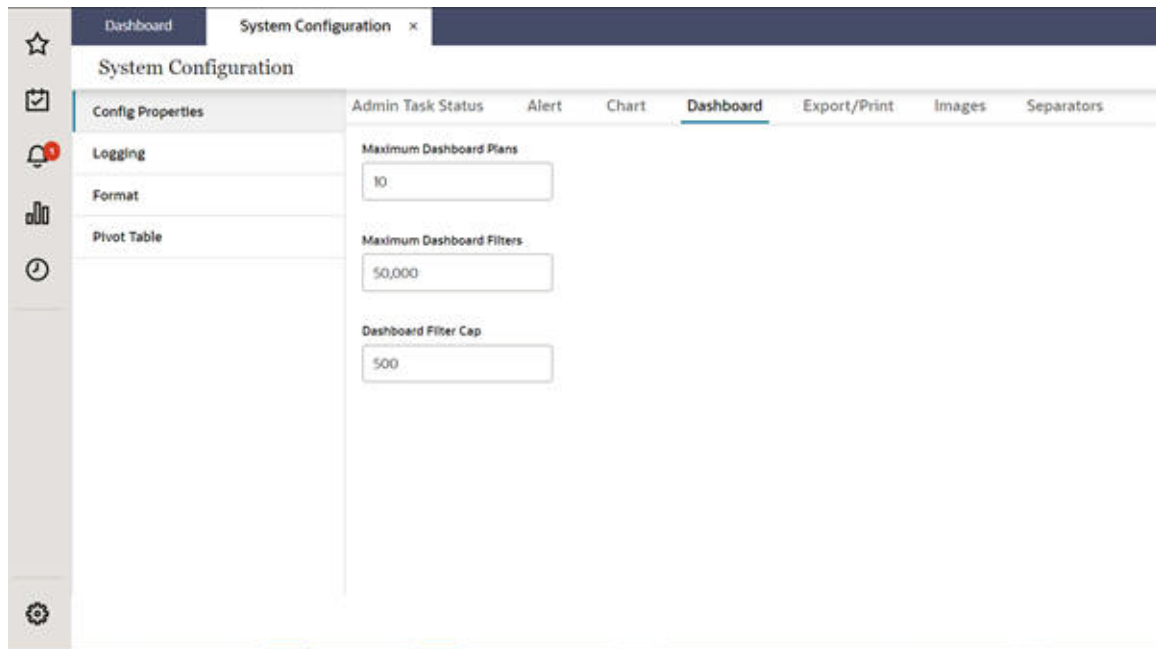 Dashboard
System Configuration ×
System Configuration
Config Properties
Logging
Format
Pivot Table
Admin Task Status Alert Chart Dashboard Export/Print Images Separators
Maximum Dashboard Plans
10
Maximum Dashboard Filters
50,000
Dashboard Filter Cap
500